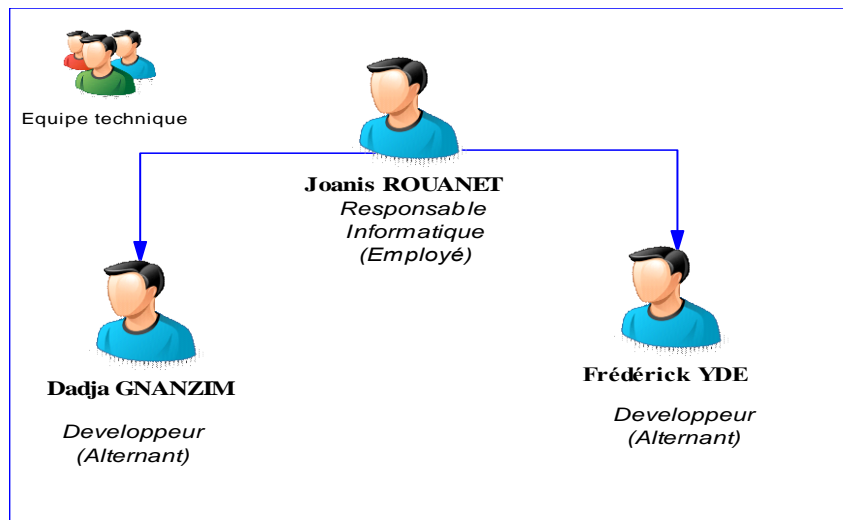 Equipe technique
Joanis ROUANET
Responsable
Informatique
(Employé)
Dadja GNANZIM
Developpeur
(Alternant)
Frédérick YDE
Developpeur
(Alternant)